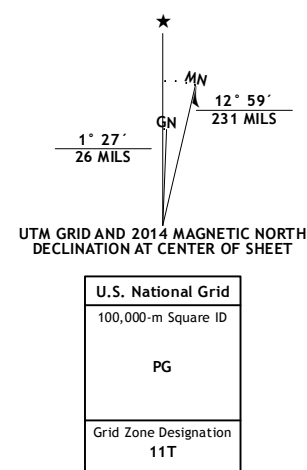 ★
MN
GN
12° 59´
231 MILS
1° 27´
26 MILS
UTM GRID AND 2014 MAGNETIC NORTH
DECLINATION AT CENTER OF SHEET
U.S. National Grid
100,000-m Square ID
PG
Grid Zone Designation
11T